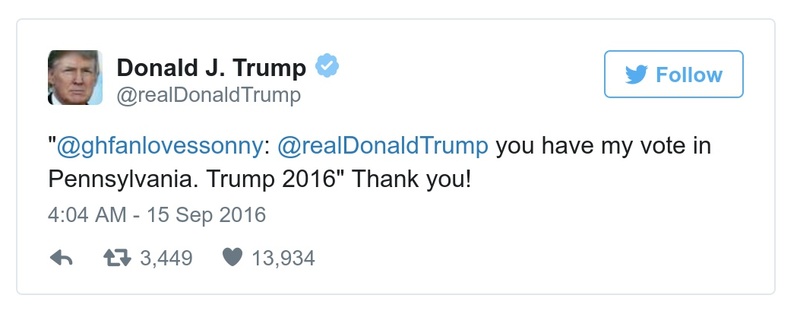 Donald J. Trump
@realDonaldTrump
Follow
"@ghfanlovessonny: @realDonaldTrump you have my vote in
Pennsylvania. Trump 2016" Thank you!
4:04 AM - 15 Sep 2016
3,449 13,934